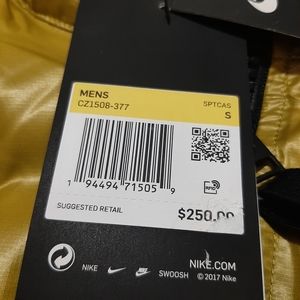 MENS
CZ1508-377
SPTCAS
S
1 94494 71505 9
RFID
SUGGESTED RETAIL
$250.00
NIKE.COM
© 2017 Nike
NIKE
SWOOSH